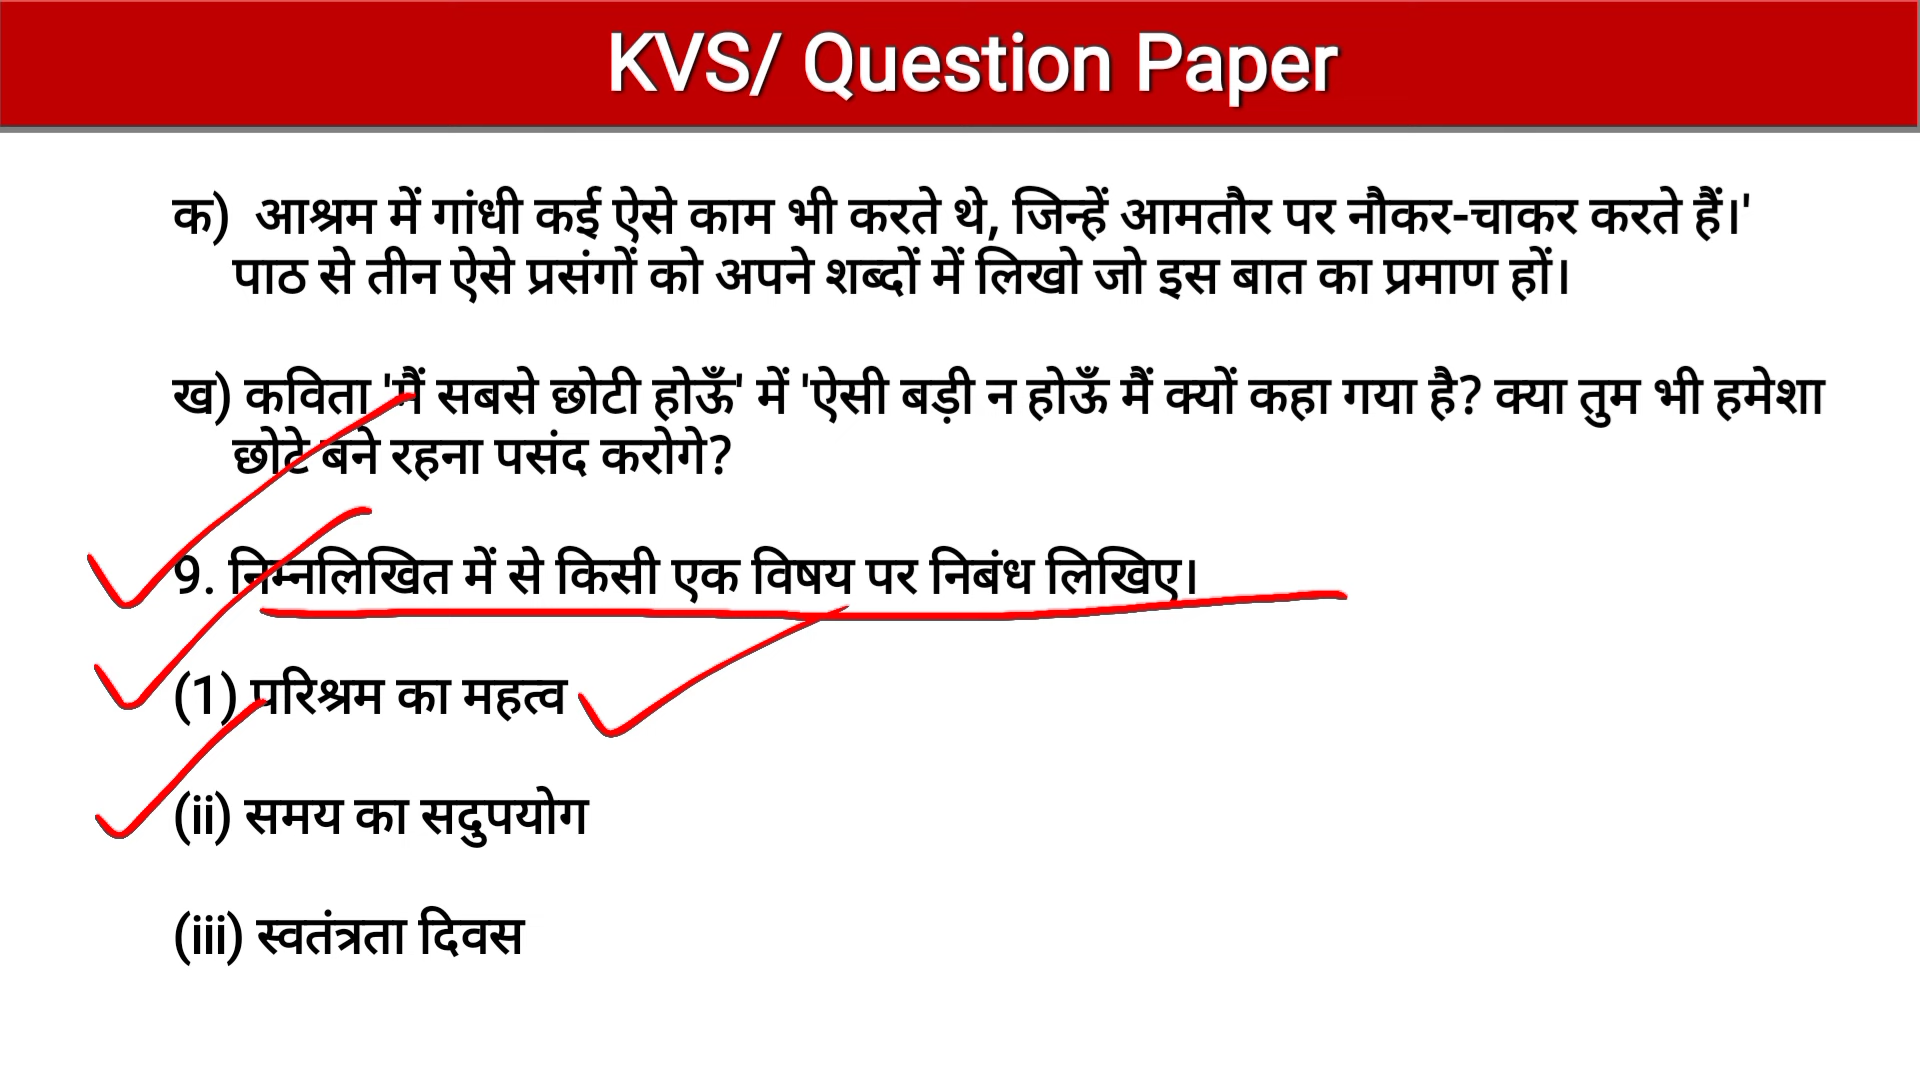 KVS/ Question Paper
क) आश्रम में गांधी कई ऐसे काम भी करते थे, जिन्हें आमतौर पर नौकर-चाकर करते हैं।'
पाठ से तीन ऐसे प्रसंगों को अपने शब्दों में लिखो जो इस बात का प्रमाण हों।
ख) कविता 'मैं सबसे छोटी होऊँ' में 'ऐसी बड़ी न होऊँ मैं क्यों कहा गया है? क्या तुम भी हमेशा
छोटे बने रहना पसंद करोगे?
9. निम्नलिखित में से किसी एक विषय पर निबंध लिखिए।
(1) परिश्रम का महत्व
(ii) समय का सदुपयोग
(iii) स्वतंत्रता दिवस